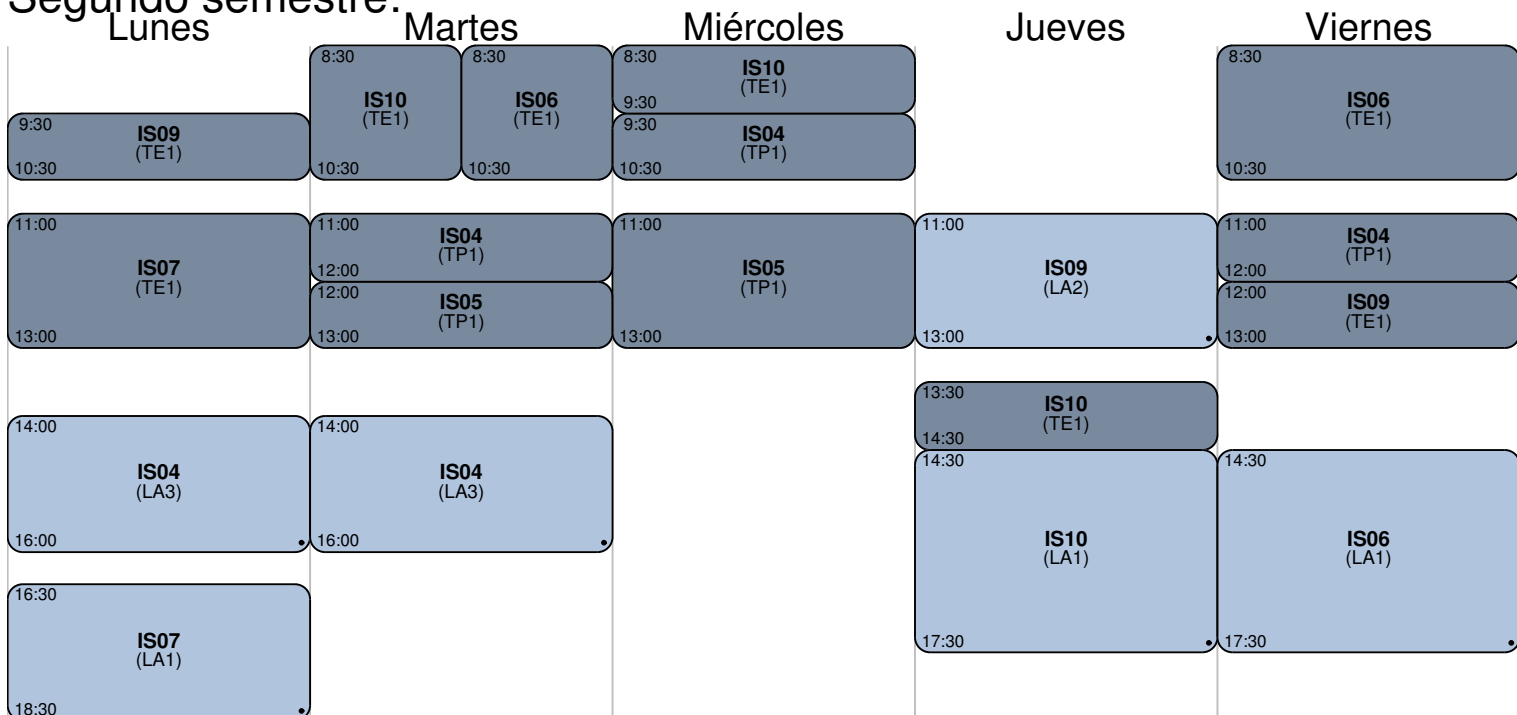 Segundo semestre:
Lunes Martes Miércoles Jueves Viernes
9:30
IS09
(TE1)
10:30
11:00
IS07
(TE1)
13:00
14:00
IS04
(LA3)
16:00
16:30
IS07
(LA1)
18:30
8:30
IS10
(TE1)
10:30
8:30
IS06
(TE1)
10:30
11:00
IS04
(TP1)
12:00
12:00
IS05
(TP1)
13:00
14:00
IS04
(LA3)
16:00
8:30
IS10
(TE1)
9:30
9:30
IS04
(TP1)
10:30
11:00
IS05
(TP1)
13:00
11:00
IS09
(LA2)
13:00
13:30
IS10
(TE1)
14:30
14:30
IS10
(LA1)
17:30
8:30
IS06
(TE1)
10:30
11:00
IS04
(TP1)
12:00
12:00
IS09
(TE1)
13:00
14:30
IS06
(LA1)
17:30